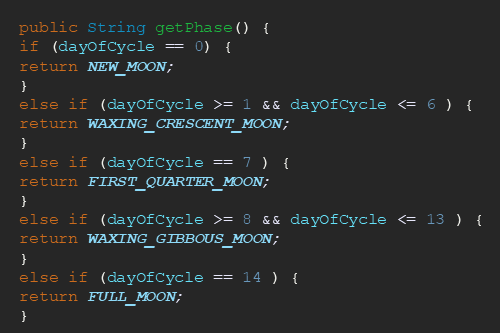 public String getPhase() {
if (dayOfCycle == 0) {
return NEW_MOON;
}
else if (dayOfCycle >= 1 && dayOfCycle <= 6 ) {
return WAXING_CRESCENT_MOON;
}
else if (dayOfCycle == 7 ) {
return FIRST_QUARTER_MOON;
}
else if (dayOfCycle >= 8 && dayOfCycle <= 13 ) {
return WAXING_GIBBOUS_MOON;
}
else if (dayOfCycle == 14 ) {
return FULL_MOON;
}